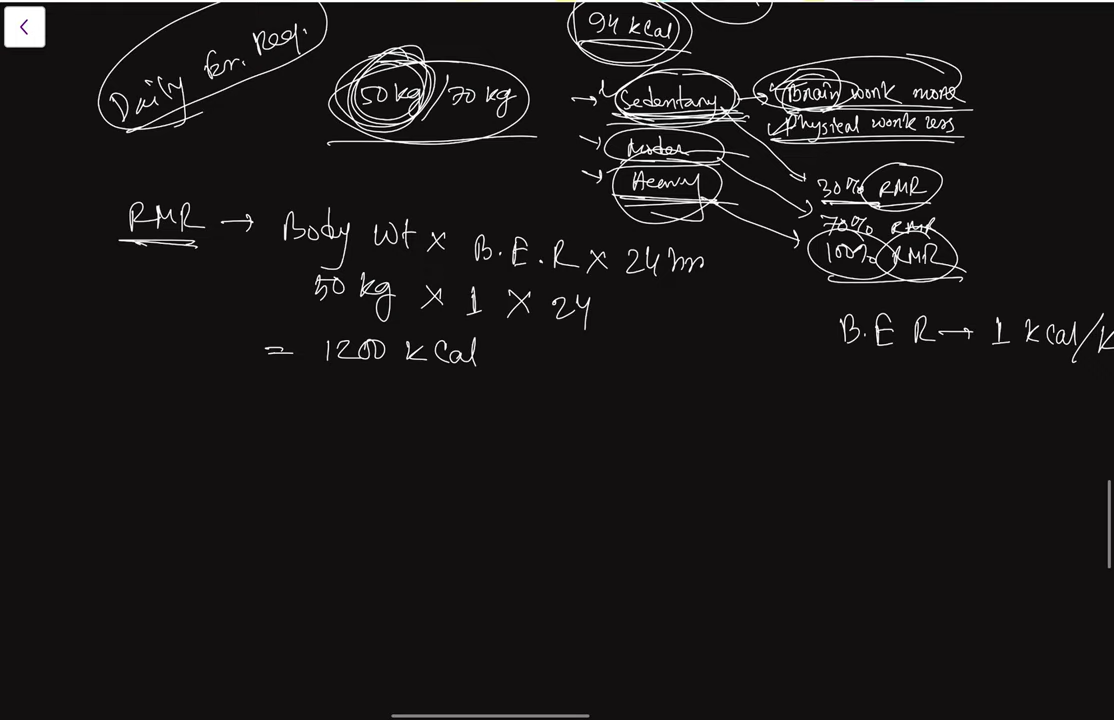 Daily En. Req.
94 kcal
50 kg / 70 kg
Sedentary → Brain work more
Physical work less
→ Moder
→ Heavy
30% RMR
70% RMR
100% RMR
RMR → Body Wt × B.E.R × 24 hrs
50 kg × 1 × 24
= 1200 kcal
B.E R → 1 kcal/K